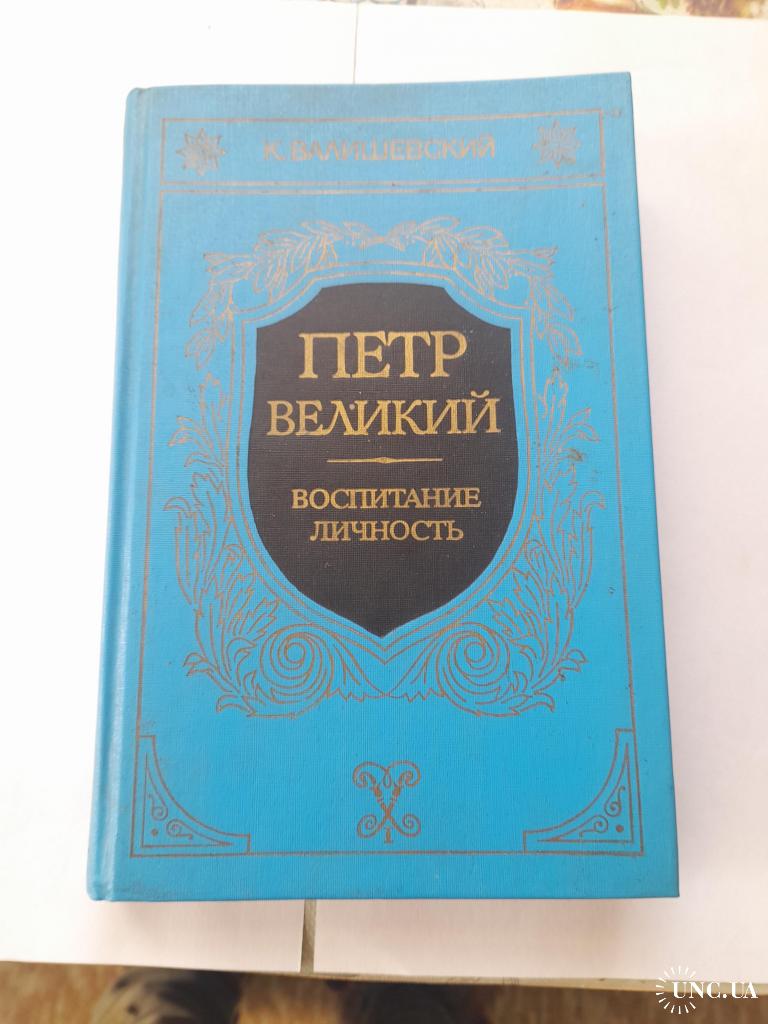 К. ВАЛИШЕВСКИЙ
ПЕТР
ВЕЛИКИЙ
ВОСПИТАНИЕ
ЛИЧНОСТЬ
I
UNC.UA